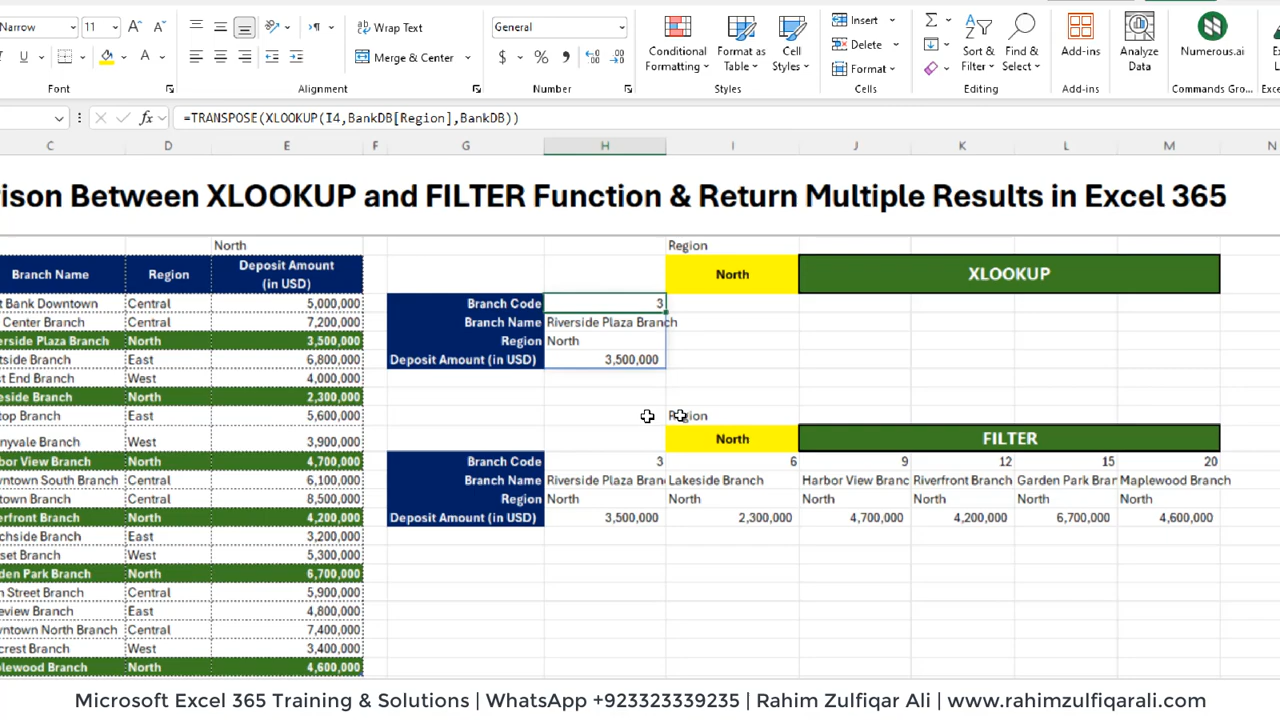 Narrow 11 Wrap Text General Insert
Delete
U A Merge & Center $ % Conditional Formatting Format as Table Cell Styles Format Sort & Filter Find & Select Add-ins Analyze Data Numerous.ai
Font Alignment Number Styles Cells Editing Add-ins Commands Gro...
fx =TRANSPOSE(XLOOKUP(I4,BankDB[Region],BankDB))
C D E F G H I J K L M N
ison Between XLOOKUP and FILTER Function & Return Multiple Results in Excel 365
North Region
Branch Name Region Deposit Amount (in USD) North XLOOKUP
t Bank Downtown Central 5,000,000 Branch Code 3
Center Branch Central 7,200,000 Branch Name Riverside Plaza Branch
erside Plaza Branch North 3,500,000 Region North
tside Branch East 6,800,000 Deposit Amount (in USD) 3,500,000
t End Branch West 4,000,000
eside Branch North 2,300,000
top Branch East 5,600,000 Region
nyvale Branch West 3,900,000 North FILTER
bor View Branch North 4,700,000 Branch Code 3 6 9 12 15 20
wntown South Branch Central 6,100,000 Branch Name Riverside Plaza Bran Lakeside Branch Harbor View Branc Riverfront Branch Garden Park Bran Maplewood Branch
town Branch Central 8,500,000 Region North North North North North North
erfront Branch North 4,200,000 Deposit Amount (in USD) 3,500,000 2,300,000 4,700,000 4,200,000 6,700,000 4,600,000
chside Branch East 3,200,000
set Branch West 5,300,000
den Park Branch North 6,700,000
n Street Branch Central 5,900,000
eview Branch East 4,800,000
wntown North Branch Central 7,400,000
crest Branch West 3,400,000
plewood Branch North 4,600,000
Microsoft Excel 365 Training & Solutions | WhatsApp +923323339235 | Rahim Zulfiqar Ali | www.rahimzulfiqarali.com